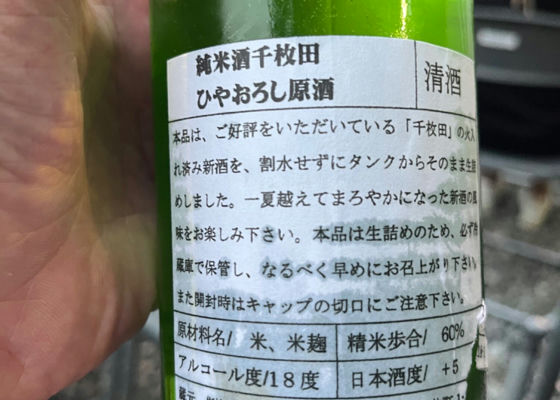 純米酒千枚田
ひやおろし原酒
清酒
本品は、ご好評をいただいている「千枚田」の火入
れ済み新酒を、割水せずにタンクからそのまま生詰
めしました。一夏越えてまろやかになった新酒の風
味をお楽しみ下さい。本品は生詰めのため、必ず冷
蔵庫で保管し、なるべく早めにお召上がり下さい。
また開封時はキャップの切口にご注意下さい。
原材料名/ 米、米麹 精米歩合/ 60%
アルコール度/18度 日本酒度/ +5
蔵元